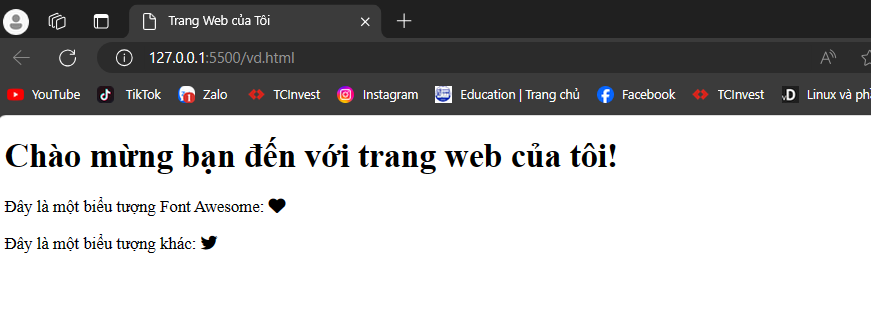 Trang Web của Tôi
127.0.0.1:5500/vd.html
YouTube TikTok Zalo TCInvest Instagram Education | Trang chủ Facebook TCInvest Linux và phầ
Chào mừng bạn đến với trang web của tôi!
Đây là một biểu tượng Font Awesome:
Đây là một biểu tượng khác: